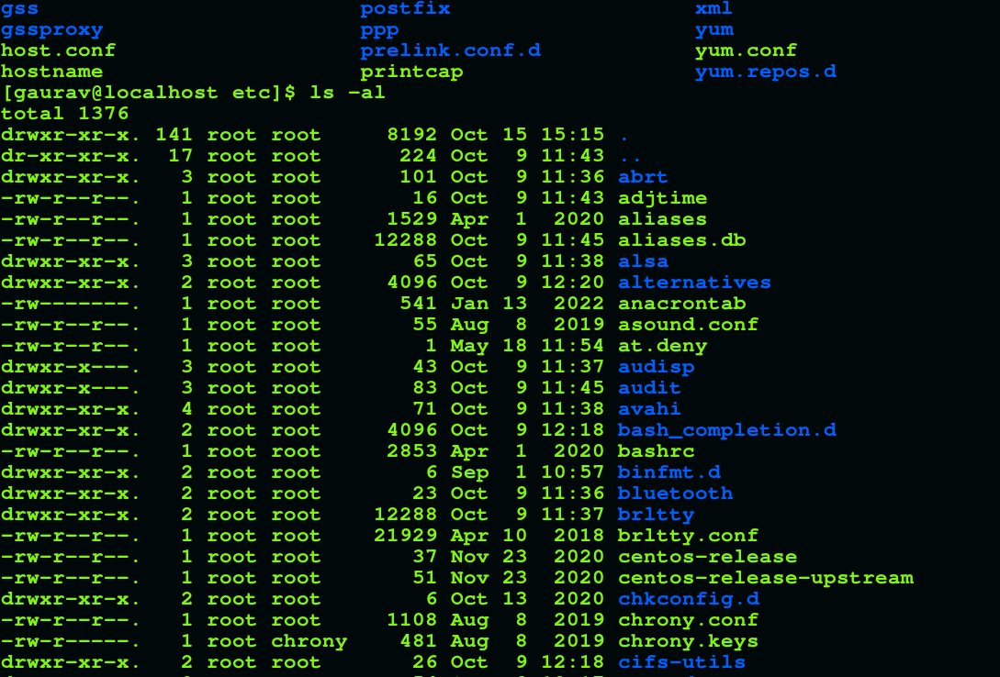 gss postfix xml
gssproxy ppp yum
host.conf prelink.conf.d yum.conf
hostname printcap yum.repos.d
[gaurav@localhost etc]$ ls -al
total 1376
drwxr-xr-x. 141 root root 8192 Oct 15 15:15 .
dr-xr-xr-x. 17 root root 224 Oct 9 11:43 ..
drwxr-xr-x. 3 root root 101 Oct 9 11:36 abrt
-rw-r--r--. 1 root root 16 Oct 9 11:43 adjtime
-rw-r--r--. 1 root root 1529 Apr 1 2020 aliases
-rw-r--r--. 1 root root 12288 Oct 9 11:45 aliases.db
drwxr-xr-x. 3 root root 65 Oct 9 11:38 alsa
drwxr-xr-x. 2 root root 4096 Oct 9 12:20 alternatives
-rw-------. 1 root root 541 Jan 13 2022 anacrontab
-rw-r--r--. 1 root root 55 Aug 8 2019 asound.conf
-rw-r--r--. 1 root root 1 May 18 11:54 at.deny
drwxr-x---. 3 root root 43 Oct 9 11:37 audisp
drwxr-x---. 3 root root 83 Oct 9 11:45 audit
drwxr-xr-x. 4 root root 71 Oct 9 11:38 avahi
drwxr-xr-x. 2 root root 4096 Oct 9 12:18 bash_completion.d
-rw-r--r--. 1 root root 2853 Apr 1 2020 bashrc
drwxr-xr-x. 2 root root 6 Sep 1 10:57 binfmt.d
drwxr-xr-x. 2 root root 23 Oct 9 11:36 bluetooth
drwxr-xr-x. 2 root root 12288 Oct 9 11:37 brltty
-rw-r--r--. 1 root root 21929 Apr 10 2018 brltty.conf
-rw-r--r--. 1 root root 37 Nov 23 2020 centos-release
-rw-r--r--. 1 root root 51 Nov 23 2020 centos-release-upstream
drwxr-xr-x. 2 root root 6 Oct 13 2020 chkconfig.d
-rw-r--r--. 1 root root 1108 Aug 8 2019 chrony.conf
-rw-r-----. 1 root chrony 481 Aug 8 2019 chrony.keys
drwxr-xr-x. 2 root root 26 Oct 9 12:18 cifs-utils